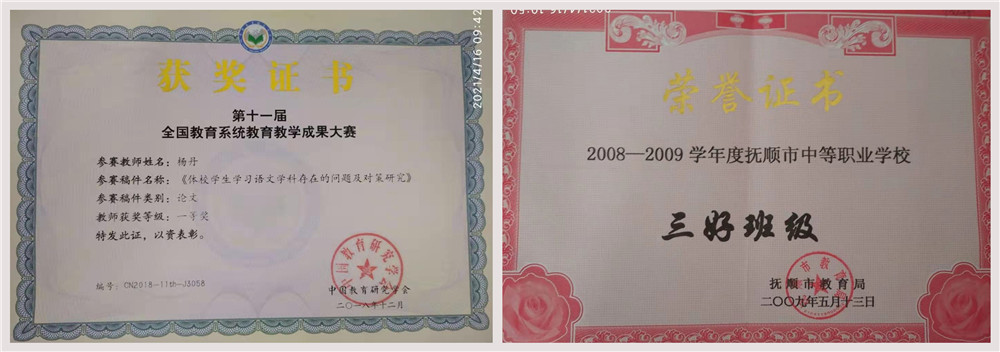 获奖证书
第十一届
全国教育系统教育教学成果大赛
参赛教师姓名：杨丹
参赛稿件名称：《体校学生学习语文学科存在的问题及对策研究》
参赛稿件类别：论文
教师获奖等级：一等奖
特发此证，以资表彰。
编号：CN2018-11th-J3058
中国教育研究学会
二〇一八年十二月
2021/4/16 09:42
荣誉证书
2008—2009 学年度抚顺市中等职业学校
三好班级
抚顺市教育局
二〇〇九年五月十三日